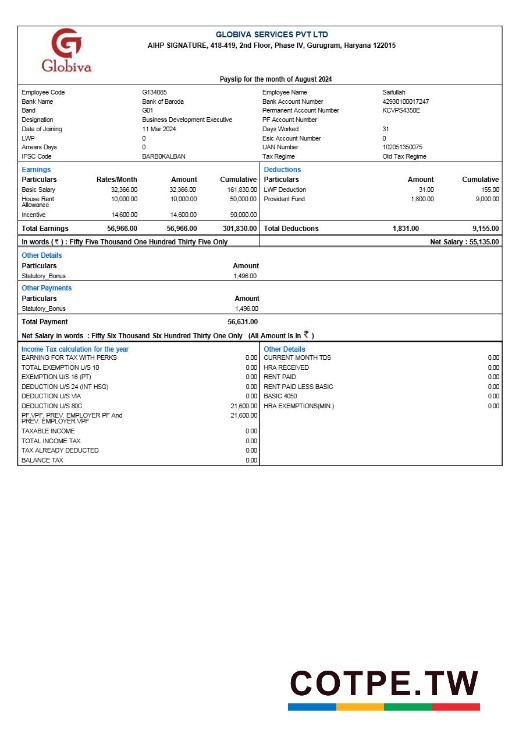 GLOBIVA SERVICES PVT LTD
AIHP SIGNATURE, 418-419, 2nd Floor, Phase IV, Gurugram, Haryana 122015
Globiva
Payslip for the month of August 2024
Employee Code G134085 Employee Name Saifullah
Bank Name Bank of Baroda Bank Account Number 42930100017247
Band G01 Permanent Account Number KCVPS4350E
Designation Business Development Executive PF Account Number
Date of Joining 11 Mar 2024 Days Worked 31
LWP 0 Esic Account Number 0
Arrears Days 0 UAN Number 102051350075
IFSC Code BARB0KALBAN Tax Regime Old Tax Regime
Earnings Deductions
Particulars Rates/Month Amount Cumulative Particulars Amount Cumulative
Basic Salary 32,366.00 32,366.00 161,830.00 LWF Deduction 31.00 155.00
House Rent Allowance 10,000.00 10,000.00 50,000.00 Provident Fund 1,800.00 9,000.00
Incentive 14,600.00 14,600.00 90,000.00
Total Earnings 56,966.00 56,966.00 301,830.00 Total Deductions 1,831.00 9,155.00
In words ( ₹ ) : Fifty Five Thousand One Hundred Thirty Five Only Net Salary : 55,135.00
Other Details
Particulars Amount
Statutory_Bonus 1,496.00
Other Payments
Particulars Amount
Statutory_Bonus 1,496.00
Total Payment 56,631.00
Net Salary in words : Fifty Six Thousand Six Hundred Thirty One Only (All Amount is in ₹ )
Income Tax calculation for the year Other Details
EARNING FOR TAX WITH PERKS 0.00 CURRENT MONTH TDS 0.00
TOTAL EXEMPTION U/S 10 0.00 HRA RECEIVED 0.00
EXEMPTION U/S 16 (PT) 0.00 RENT PAID 0.00
DEDUCTION U/S 24 (INT HSG) 0.00 RENT PAID LESS BASIC 0.00
DEDUCTION U/S VIA 0.00 BASIC 40/50 0.00
DEDUCTION U/S 80C 21,600.00 HRA EXEMPTIONS(MIN ) 0.00
PF,VPF, PREV. EMPLOYER PF And PREV. EMPLOYER VPF 21,600.00
TAXABLE INCOME 0.00
TOTAL INCOME TAX 0.00
TAX ALREADY DEDUCTED 0.00
BALANCE TAX 0.00
COTPE.TW